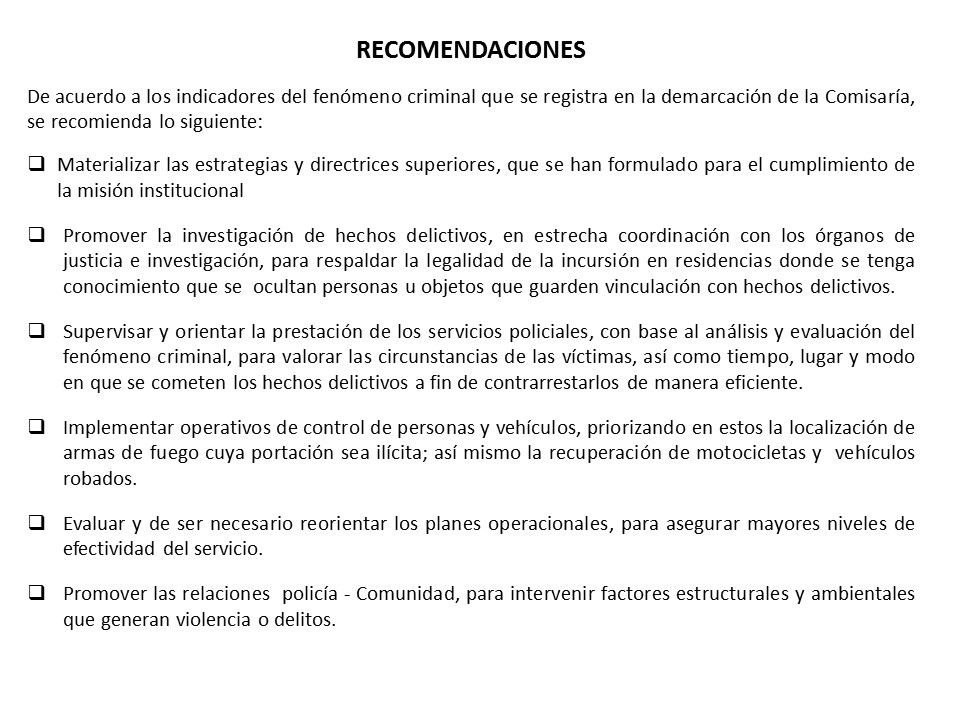 RECOMENDACIONES
De acuerdo a los indicadores del fenómeno criminal que se registra en la demarcación de la Comisaría,
se recomienda lo siguiente:
❑ Materializar las estrategias y directrices superiores, que se han formulado para el cumplimiento de
la misión institucional
❑ Promover la investigación de hechos delictivos, en estrecha coordinación con los órganos de
justicia e investigación, para respaldar la legalidad de la incursión en residencias donde se tenga
conocimiento que se ocultan personas u objetos que guarden vinculación con hechos delictivos.
❑ Supervisar y orientar la prestación de los servicios policiales, con base al análisis y evaluación del
fenómeno criminal, para valorar las circunstancias de las víctimas, así como tiempo, lugar y modo
en que se cometen los hechos delictivos a fin de contrarrestarlos de manera eficiente.
❑ Implementar operativos de control de personas y vehículos, priorizando en estos la localización de
armas de fuego cuya portación sea ilícita; así mismo la recuperación de motocicletas y vehículos
robados.
❑ Evaluar y de ser necesario reorientar los planes operacionales, para asegurar mayores niveles de
efectividad del servicio.
❑ Promover las relaciones policía - Comunidad, para intervenir factores estructurales y ambientales
que generan violencia o delitos.